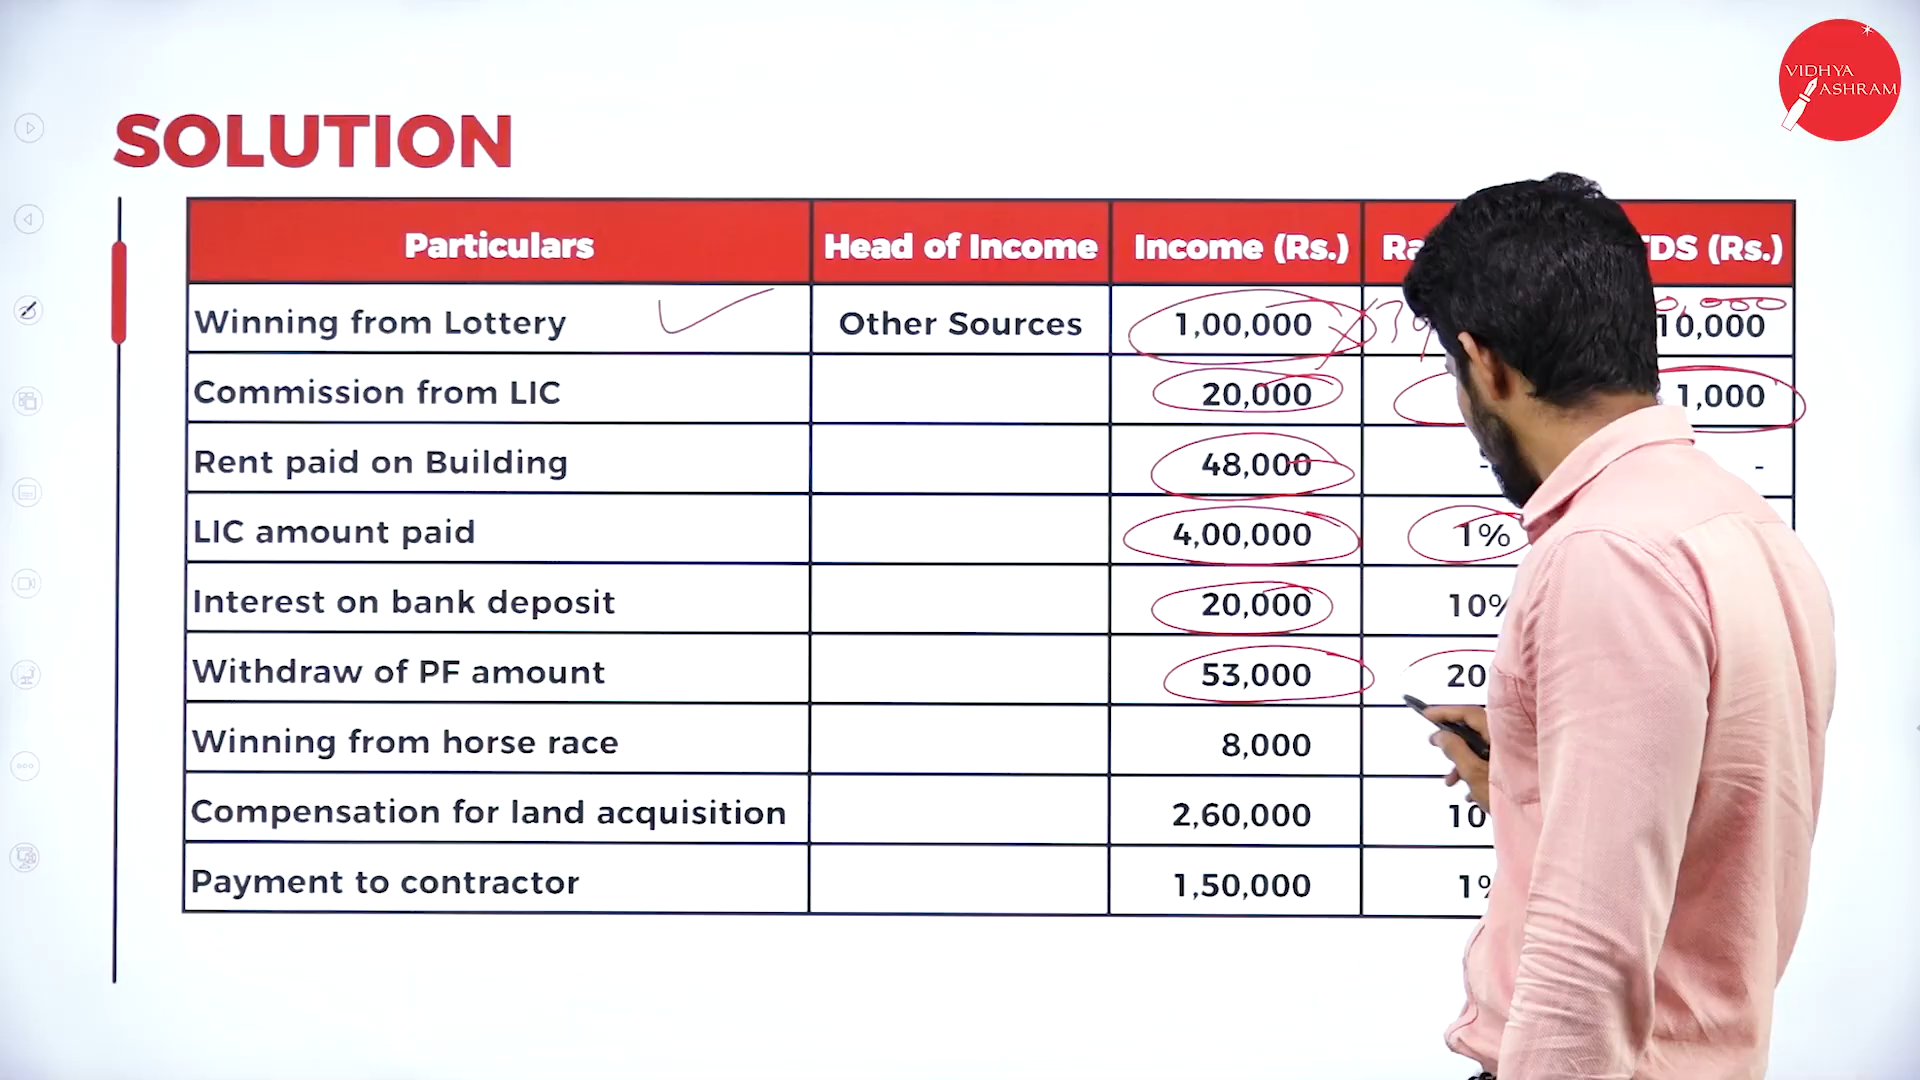 VIDHYA
ASHRAM
SOLUTION
Particulars Head of Income Income (Rs.) TDS (Rs.)
Winning from Lottery Other Sources 1,00,000 10,000
Commission from LIC 20,000 1,000
Rent paid on Building 48,000 - -
LIC amount paid 4,00,000 1%
Interest on bank deposit 20,000 10%
Withdraw of PF amount 53,000 20
Winning from horse race 8,000
Compensation for land acquisition 2,60,000 10
Payment to contractor 1,50,000 1%